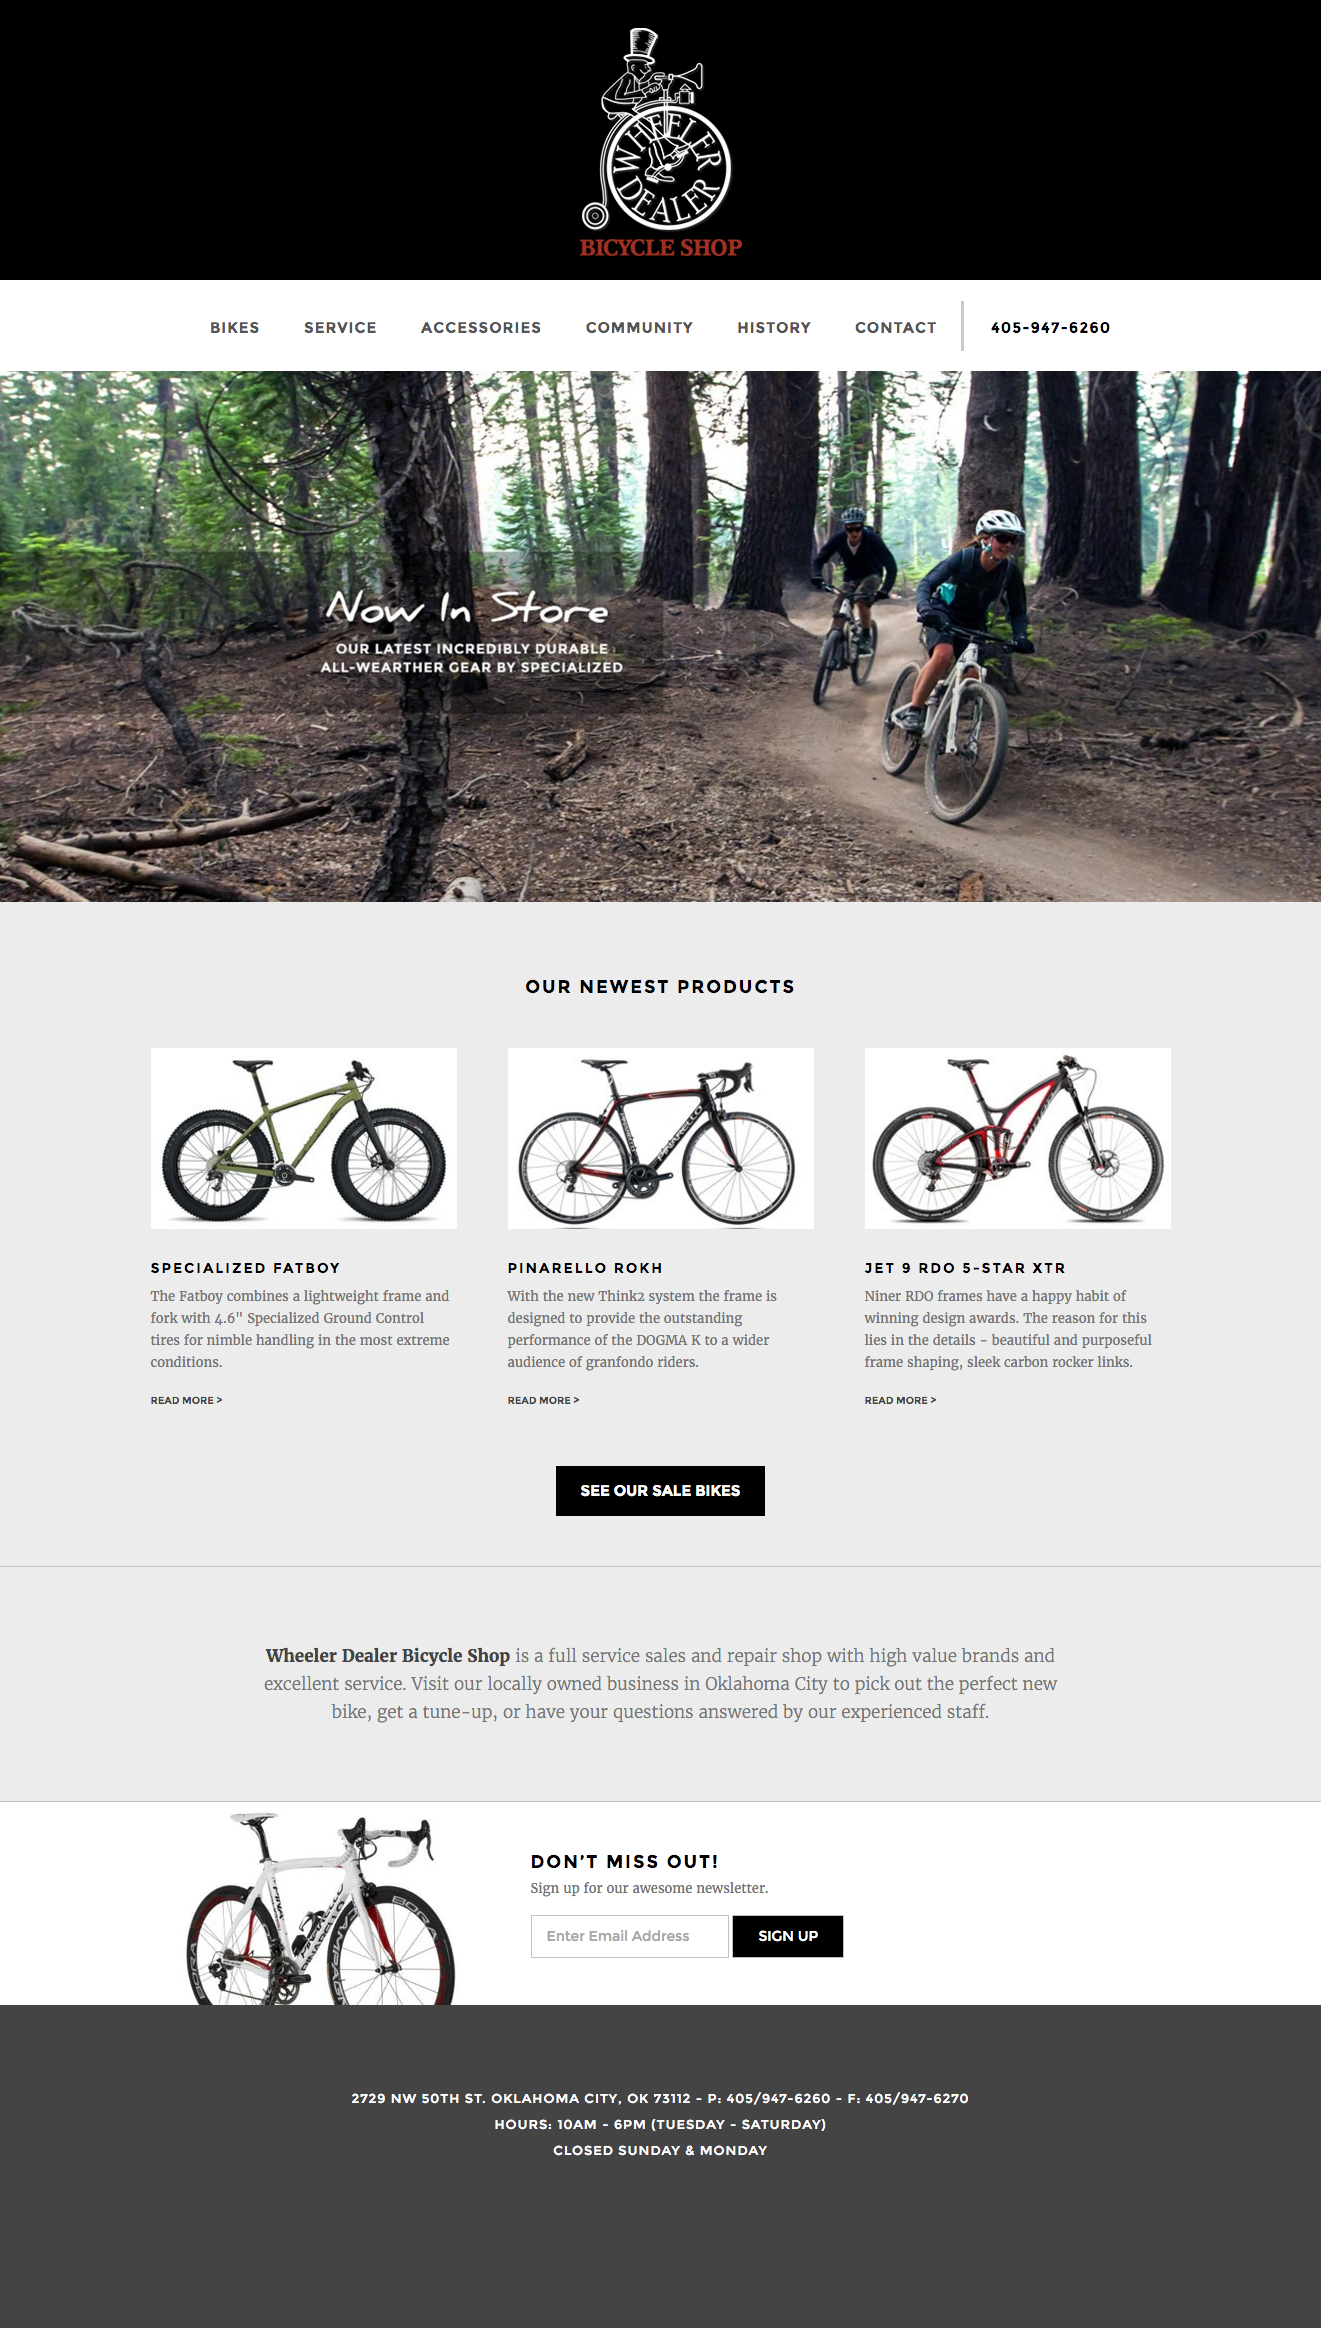 WHEELER
DEALER
BICYCLE SHOP
BIKES SERVICE ACCESSORIES COMMUNITY HISTORY CONTACT 405-947-6260
Now In Store
OUR LATEST INCREDIBLY DURABLE
ALL-WEARTHER GEAR BY SPECIALIZED
OUR NEWEST PRODUCTS
PINARELLO
SPECIALIZED FATBOY
The Fatboy combines a lightweight frame and
fork with 4.6" Specialized Ground Control
tires for nimble handling in the most extreme
conditions.
READ MORE >
PINARELLO ROKH
With the new Think2 system the frame is
designed to provide the outstanding
performance of the DOGMA K to a wider
audience of granfondo riders.
READ MORE >
JET 9 RDO 5-STAR XTR
Niner RDO frames have a happy habit of
winning design awards. The reason for this
lies in the details - beautiful and purposeful
frame shaping, sleek carbon rocker links.
READ MORE >
SEE OUR SALE BIKES
Wheeler Dealer Bicycle Shop is a full service sales and repair shop with high value brands and
excellent service. Visit our locally owned business in Oklahoma City to pick out the perfect new
bike, get a tune-up, or have your questions answered by our experienced staff.
BORA
BORA
PINARELLO
DON'T MISS OUT!
Sign up for our awesome newsletter.
Enter Email Address SIGN UP
2729 NW 50TH ST. OKLAHOMA CITY, OK 73112 - P: 405/947-6260 - F: 405/947-6270
HOURS: 10AM - 6PM (TUESDAY - SATURDAY)
CLOSED SUNDAY & MONDAY